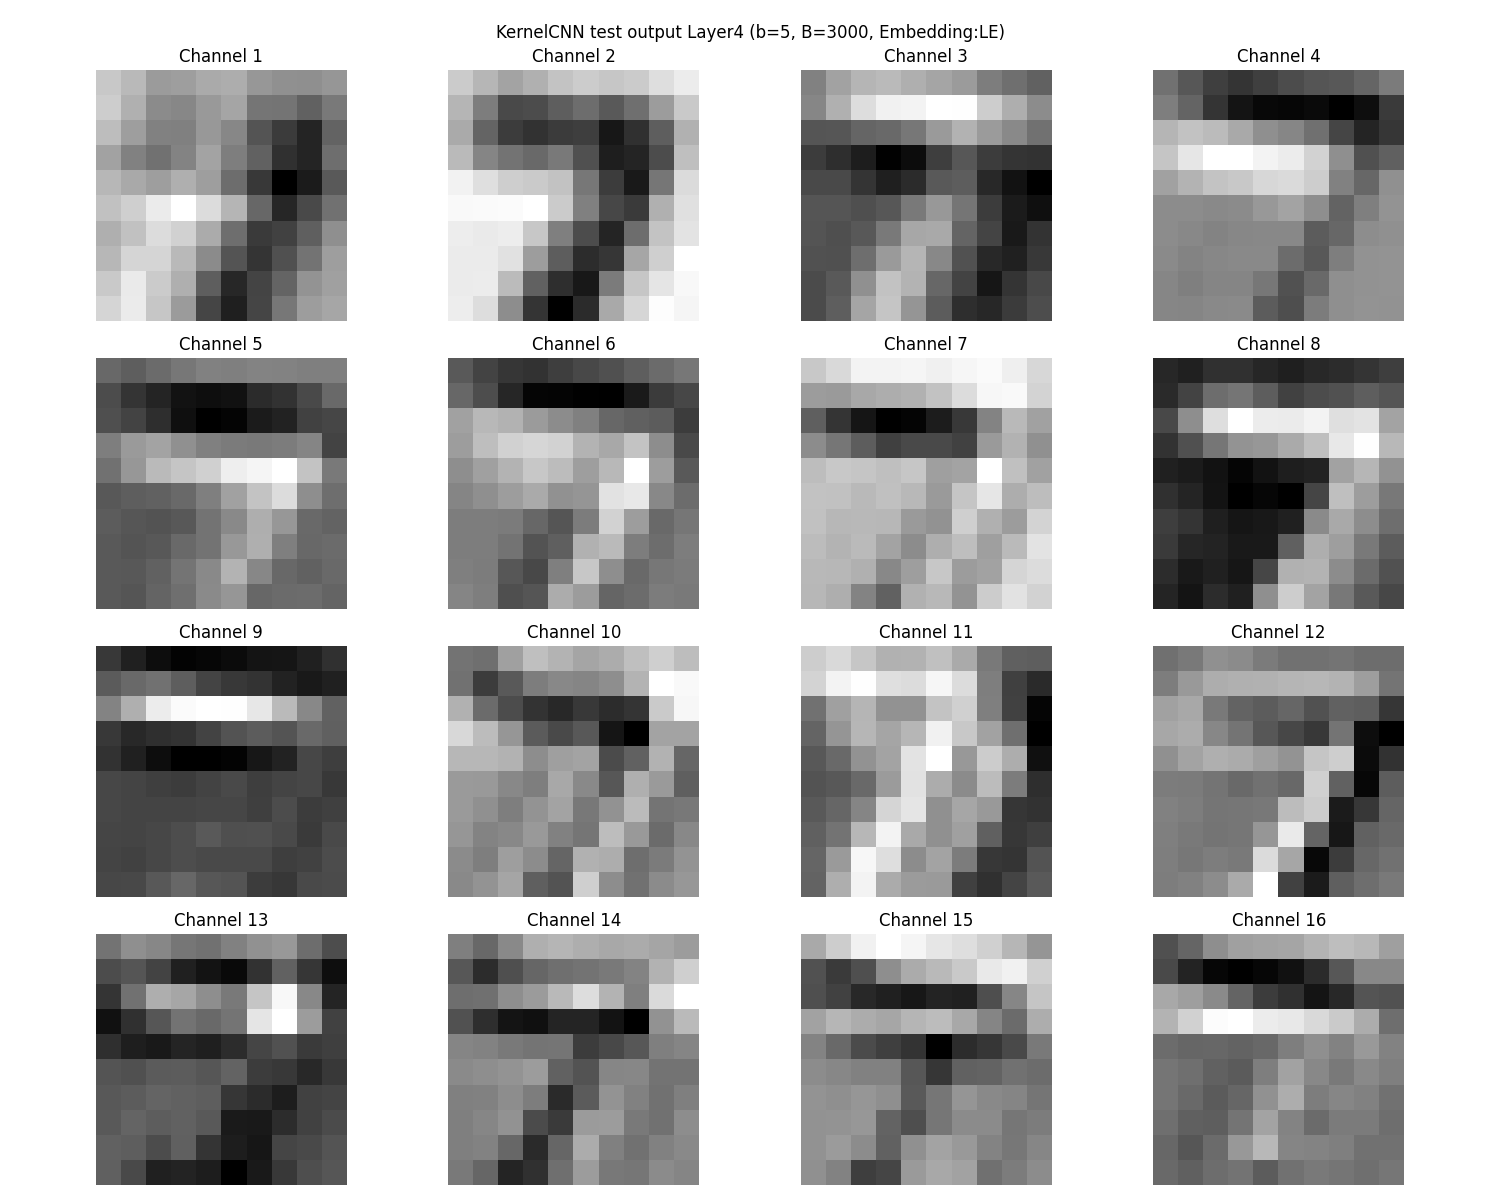 KernelCNN test output Layer4 (b=5, B=3000, Embedding:LE)
Channel 1 Channel 2 Channel 3 Channel 4
Channel 5 Channel 6 Channel 7 Channel 8
Channel 9 Channel 10 Channel 11 Channel 12
Channel 13 Channel 14 Channel 15 Channel 16